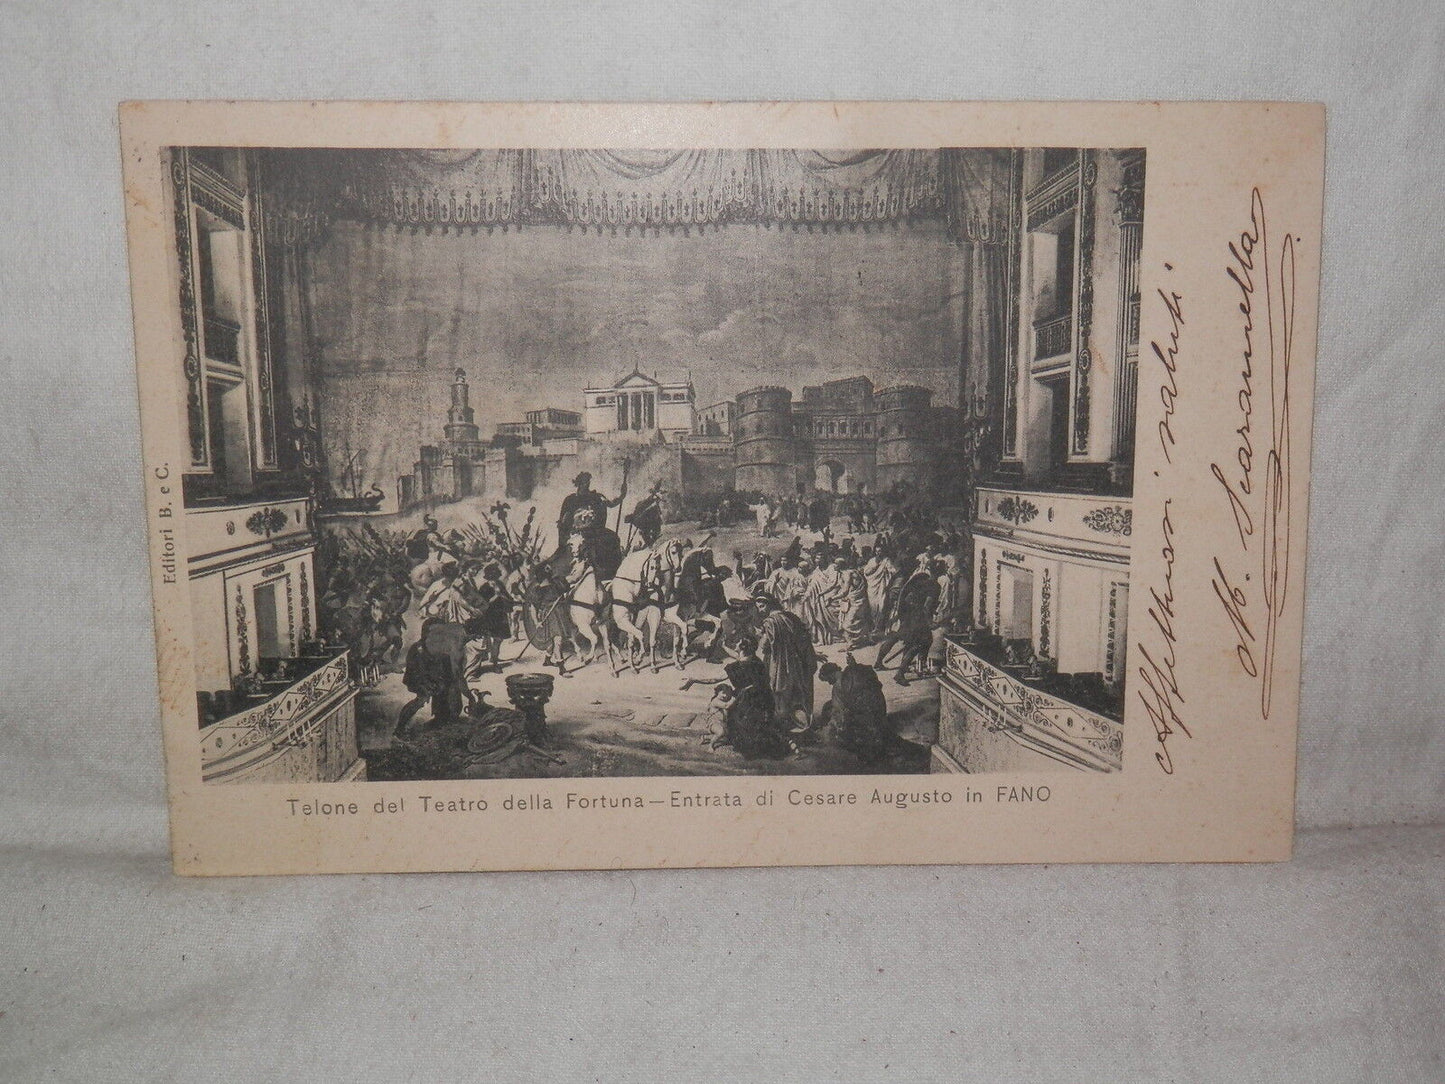 Editori B. e C.
Telone del Teatro della Fortuna — Entrata di Cesare Augusto in FANO
Affettuosi saluti
M. Scaramella